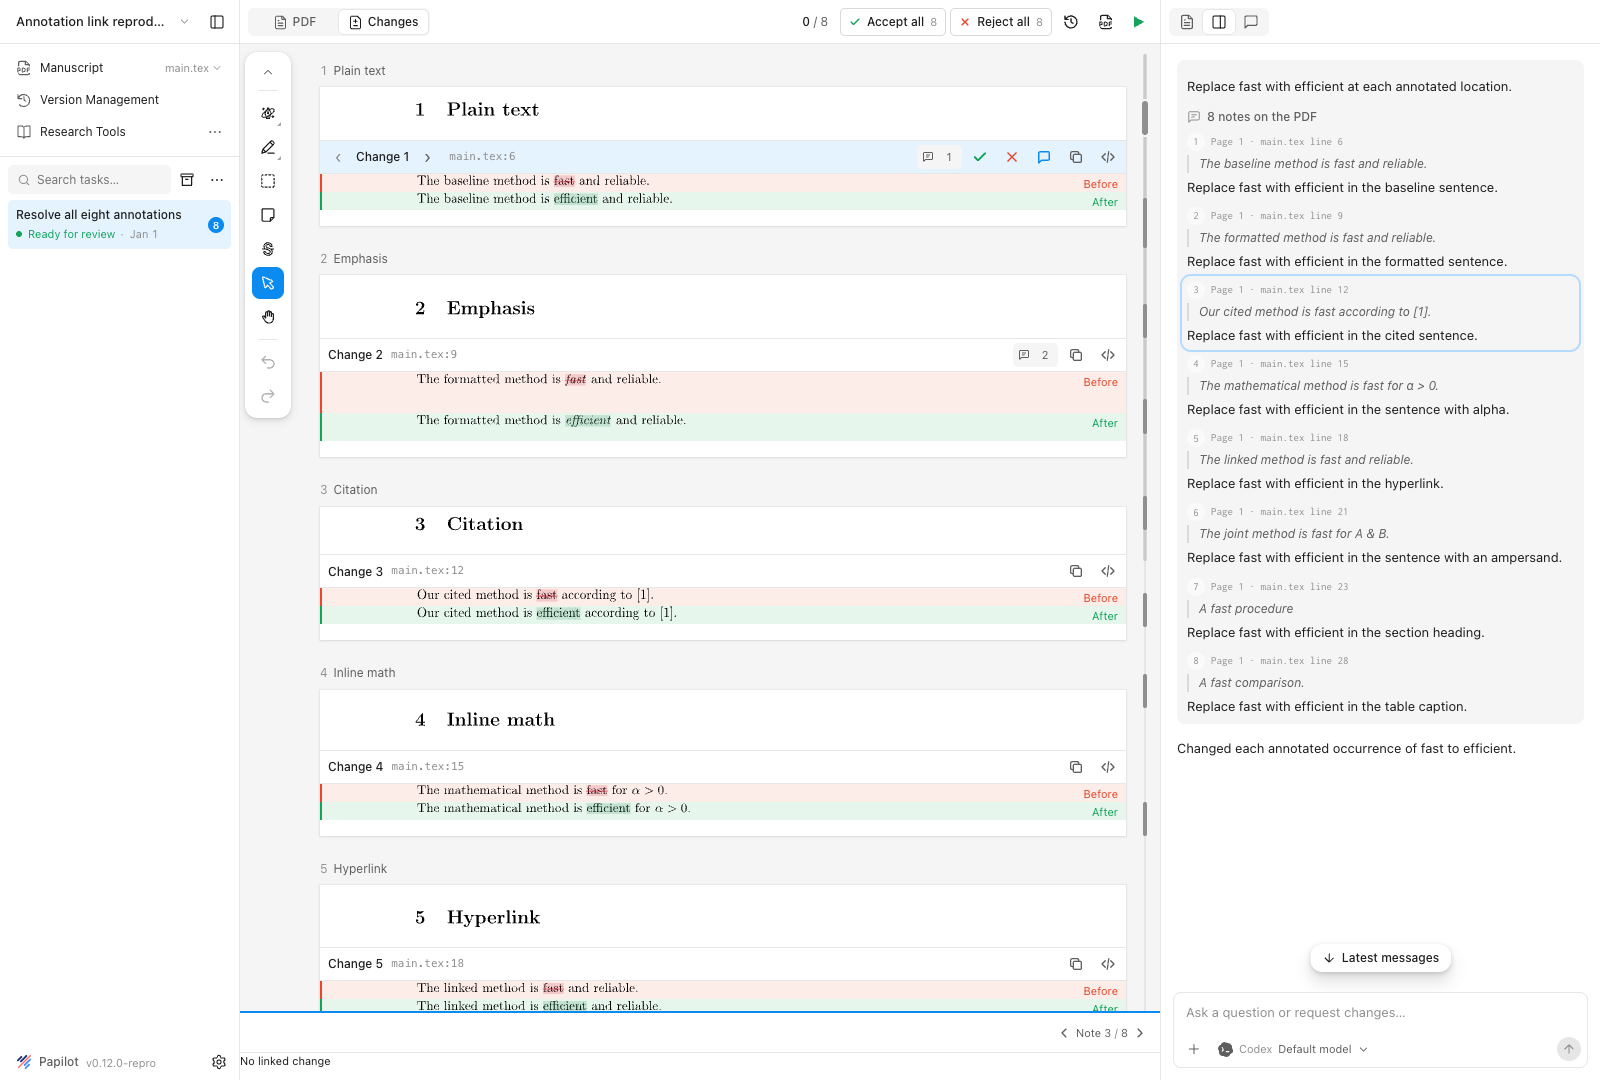 Annotation link reprod...
Manuscript
main.tex
Version Management
Research Tools
Search tasks...
Resolve all eight annotations
Ready for review · Jan 1
8
Papilot v0.12.0-repro
PDF
Changes
0 / 8
Accept all 8
Reject all 8
1 Plain text
1 Plain text
Change 1
main.tex:6
1
The baseline method is fast and reliable.
Before
The baseline method is efficient and reliable.
After
2 Emphasis
2 Emphasis
Change 2 main.tex:9
2
The formatted method is fast and reliable.
Before
The formatted method is efficient and reliable.
After
3 Citation
3 Citation
Change 3 main.tex:12
Our cited method is fast according to [1].
Before
Our cited method is efficient according to [1].
After
4 Inline math
4 Inline math
Change 4 main.tex:15
The mathematical method is fast for α > 0.
Before
The mathematical method is efficient for α > 0.
After
5 Hyperlink
5 Hyperlink
Change 5 main.tex:18
The linked method is fast and reliable.
Before
The linked method is efficient and reliable.
After
Note 3 / 8
No linked change
Replace fast with efficient at each annotated location.
8 notes on the PDF
1 Page 1 · main.tex line 6
The baseline method is fast and reliable.
Replace fast with efficient in the baseline sentence.
2 Page 1 · main.tex line 9
The formatted method is fast and reliable.
Replace fast with efficient in the formatted sentence.
3 Page 1 · main.tex line 12
Our cited method is fast according to [1].
Replace fast with efficient in the cited sentence.
4 Page 1 · main.tex line 15
The mathematical method is fast for α > 0.
Replace fast with efficient in the sentence with alpha.
5 Page 1 · main.tex line 18
The linked method is fast and reliable.
Replace fast with efficient in the hyperlink.
6 Page 1 · main.tex line 21
The joint method is fast for A & B.
Replace fast with efficient in the sentence with an ampersand.
7 Page 1 · main.tex line 23
A fast procedure
Replace fast with efficient in the section heading.
8 Page 1 · main.tex line 28
A fast comparison.
Replace fast with efficient in the table caption.
Changed each annotated occurrence of fast to efficient.
Latest messages
Ask a question or request changes...
Codex Default model